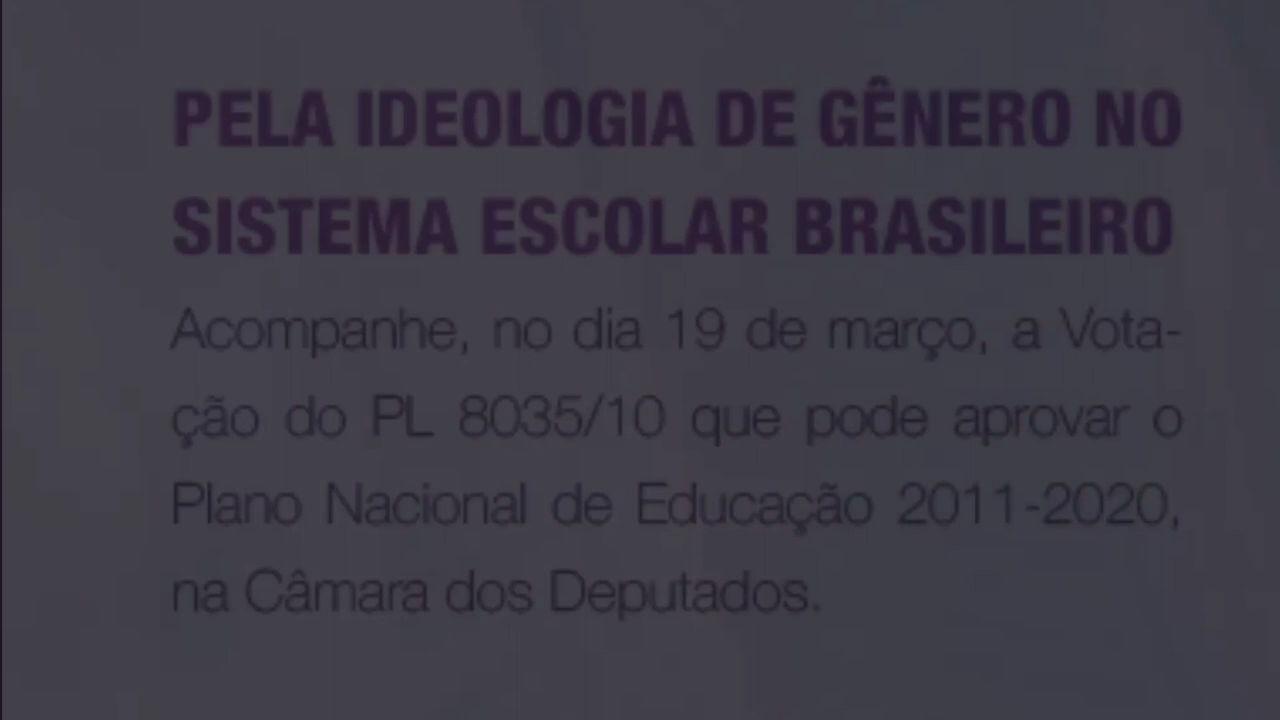 PELA IDEOLOGIA DE GÊNERO NO
SISTEMA ESCOLAR BRASILEIRO
Acompanhe, no dia 19 de março, a Vota-
ção do PL 8035/10 que pode aprovar o
Plano Nacional de Educação 2011-2020,
na Câmara dos Deputados.